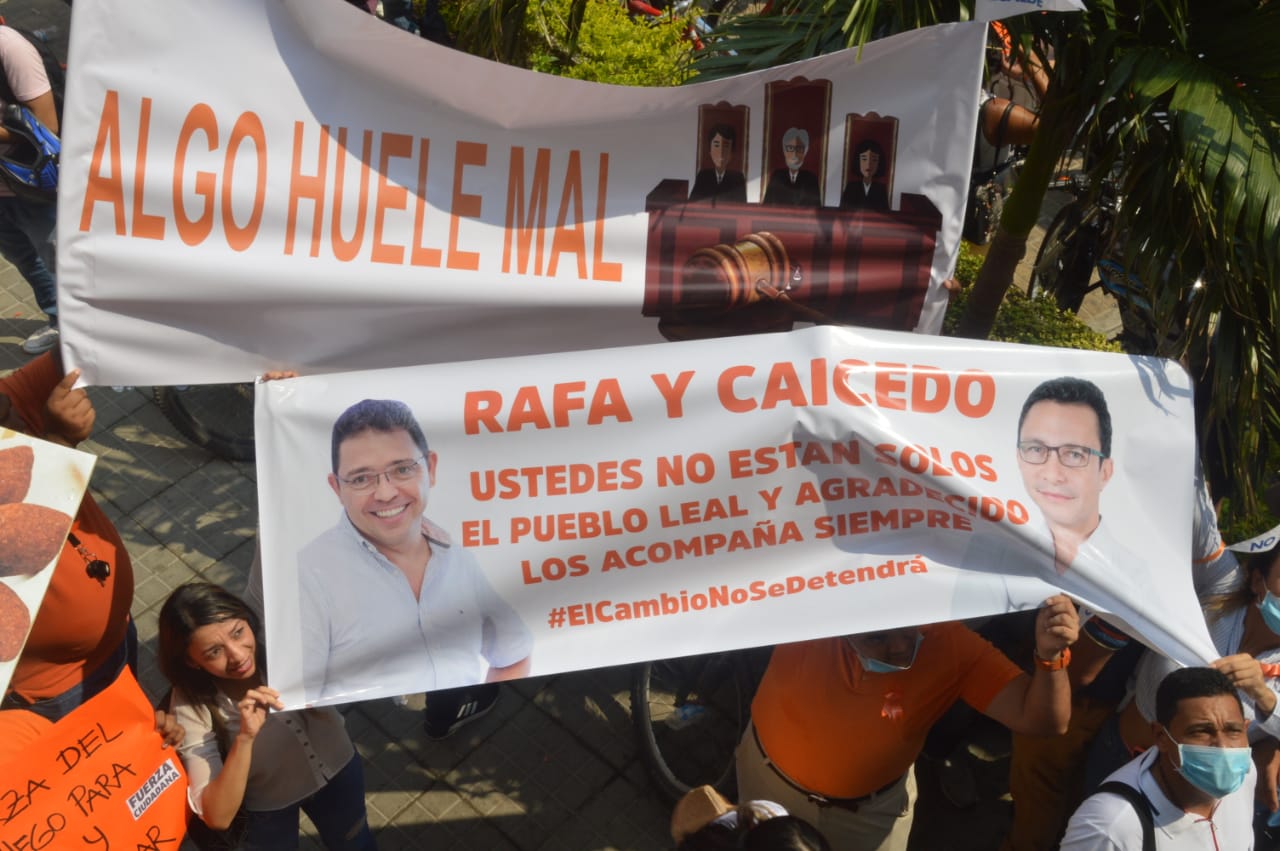 ALGO HUELE MAL
RAFA Y CAICEDO
USTEDES NO ESTAN SOLOS
EL PUEBLO LEAL Y AGRADECIDO
LOS ACOMPAÑA SIEMPRE
#ElCambioNoSeDetendrá
NO
DEL
PARA
Y
FUERZA
CIUDADANA